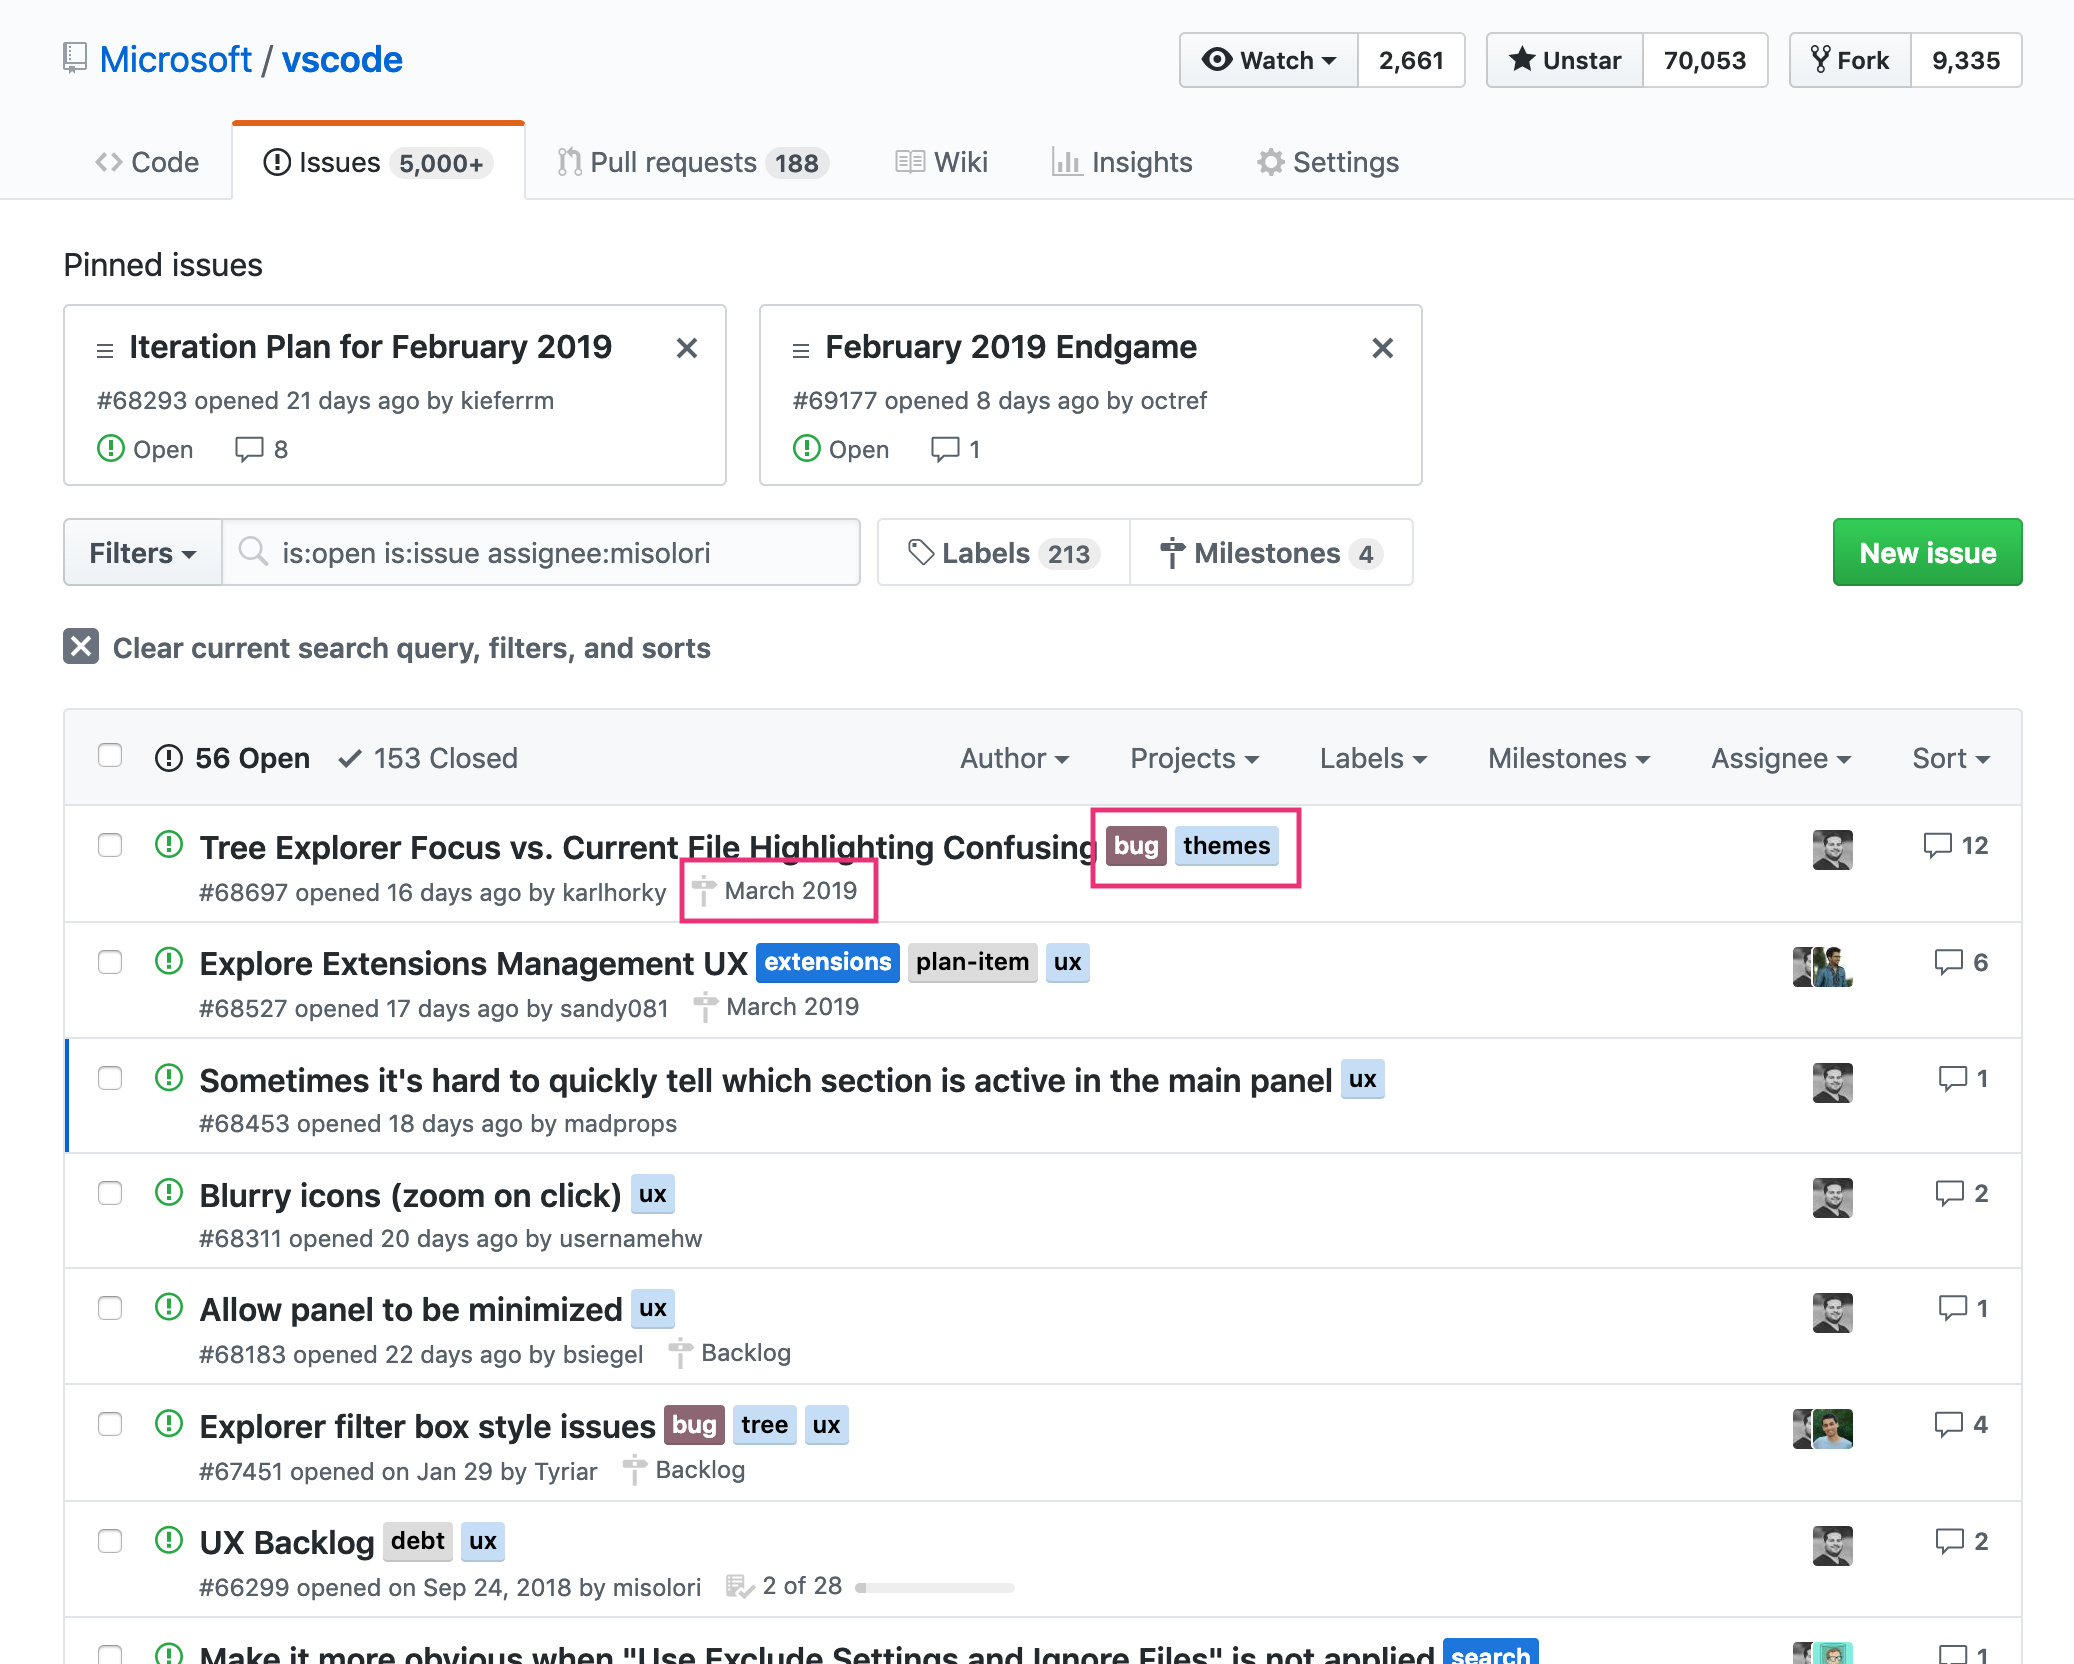 Microsoft / vscode
Watch 2,661 Unstar 70,053 Fork 9,335
Code Issues 5,000+ Pull requests 188 Wiki Insights Settings
Pinned issues
Iteration Plan for February 2019
#68293 opened 21 days ago by kieferrm
Open 8
February 2019 Endgame
#69177 opened 8 days ago by octref
Open 1
Filters is:open is:issue assignee:misolori Labels 213 Milestones 4 New issue
Clear current search query, filters, and sorts
56 Open 153 Closed Author Projects Labels Milestones Assignee Sort
Tree Explorer Focus vs. Current File Highlighting Confusing bug themes 12
#68697 opened 16 days ago by karlhorky March 2019
Explore Extensions Management UX extensions plan-item ux 6
#68527 opened 17 days ago by sandy081 March 2019
Sometimes it's hard to quickly tell which section is active in the main panel ux 1
#68453 opened 18 days ago by madprops
Blurry icons (zoom on click) ux 2
#68311 opened 20 days ago by usernamehw
Allow panel to be minimized ux 1
#68183 opened 22 days ago by bsiegel Backlog
Explorer filter box style issues bug tree ux 4
#67451 opened on Jan 29 by Tyriar Backlog
UX Backlog debt ux 2
#66299 opened on Sep 24, 2018 by misolori 2 of 28
Make it more obvious when "Use Exclude Settings and Ignore Files" is not applied search 1